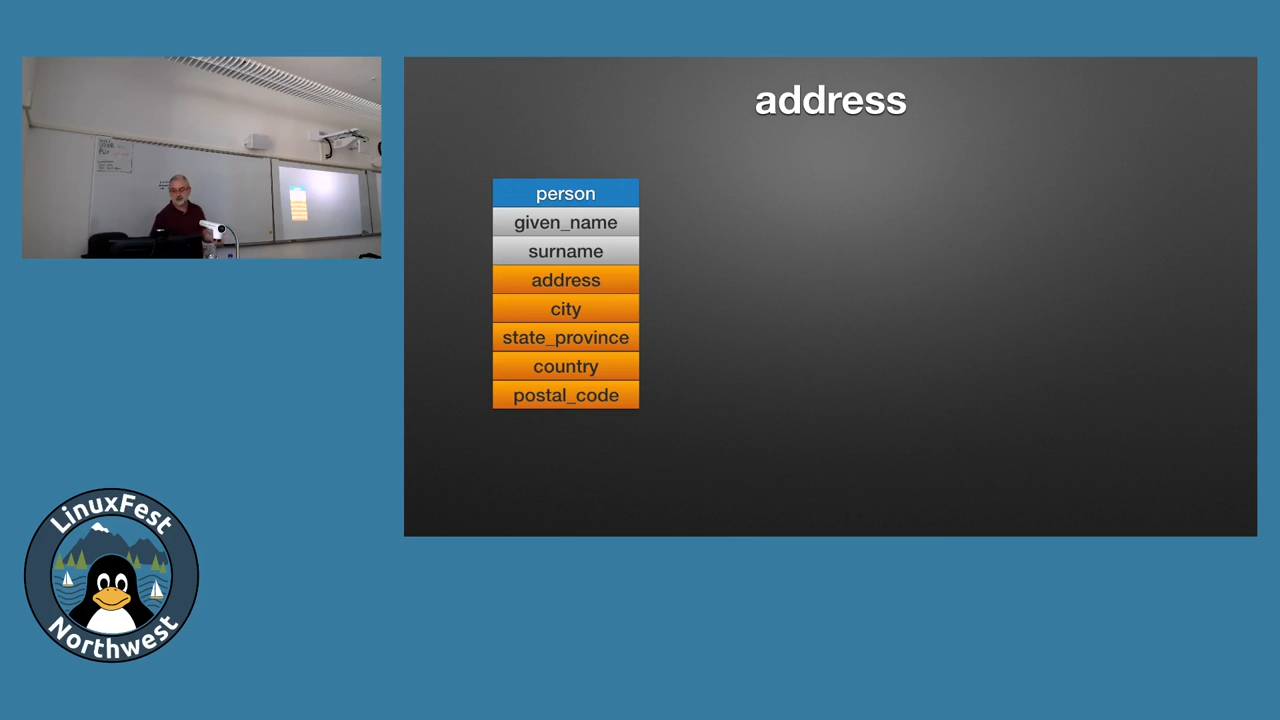 address
person
given_name
surname
address
city
state_province
country
postal_code
LinuxFest
Northwest